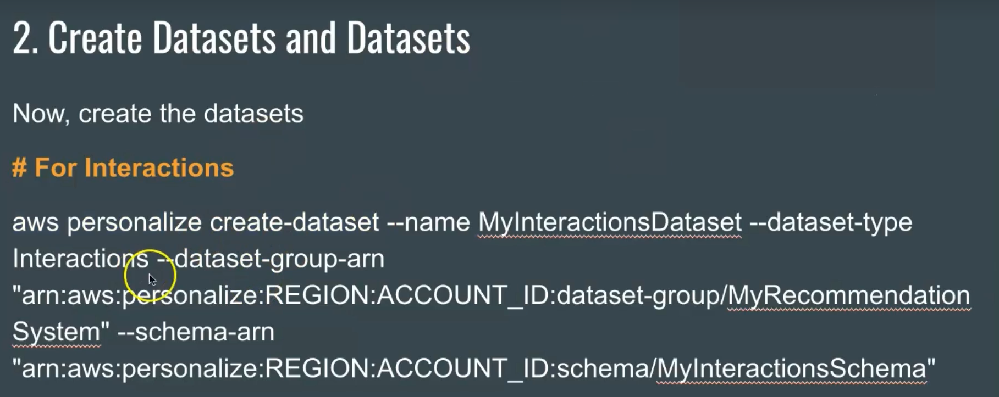 2. Create Datasets and Datasets
Now, create the datasets
# For Interactions
aws personalize create-dataset --name MyInteractionsDataset --dataset-type
Interactions --dataset-group-arn
"arn:aws:personalize:REGION:ACCOUNT_ID:dataset-group/MyRecommendation
System" --schema-arn
"arn:aws:personalize:REGION:ACCOUNT_ID:schema/MyInteractionsSchema"